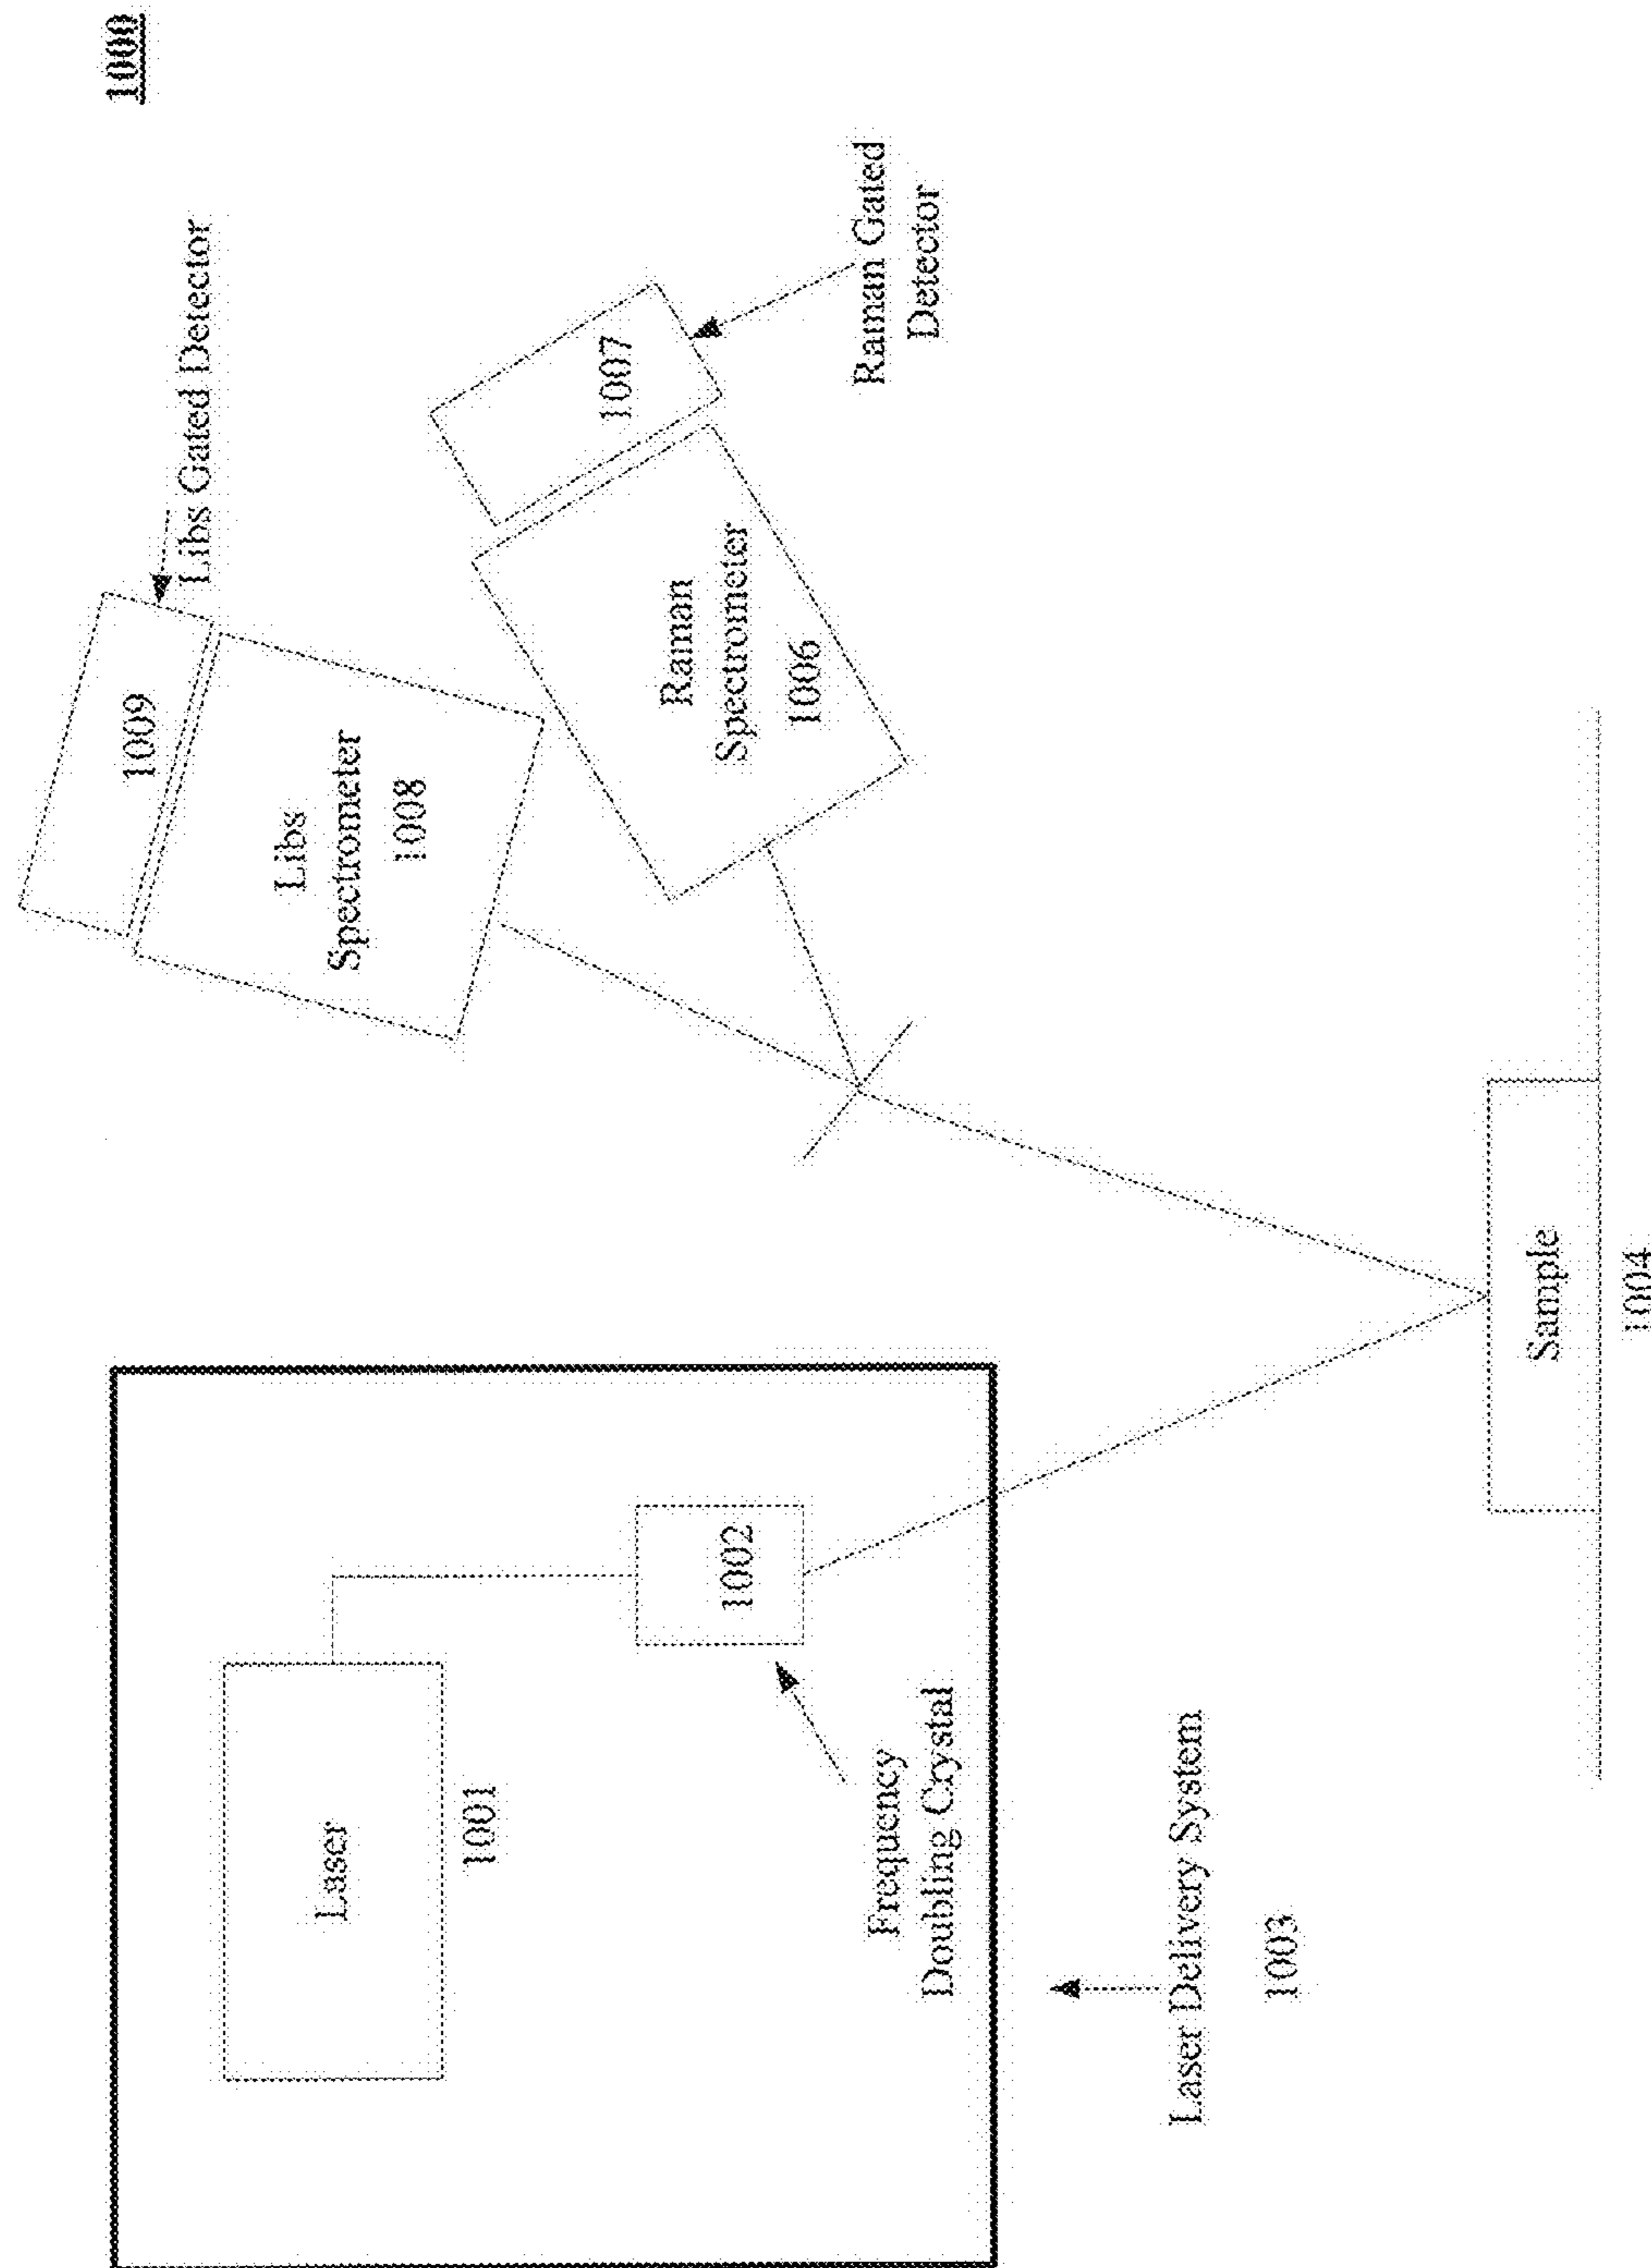 1000
Laser
1001
1002
Frequency
Doubling Crystal
Laser Delivery System
1003
Libs Gated Detector
1009
Libs
Spectrometer
1008
1007
Raman
Spectrometer
1006
Raman Gated
Detector
Sample
1004